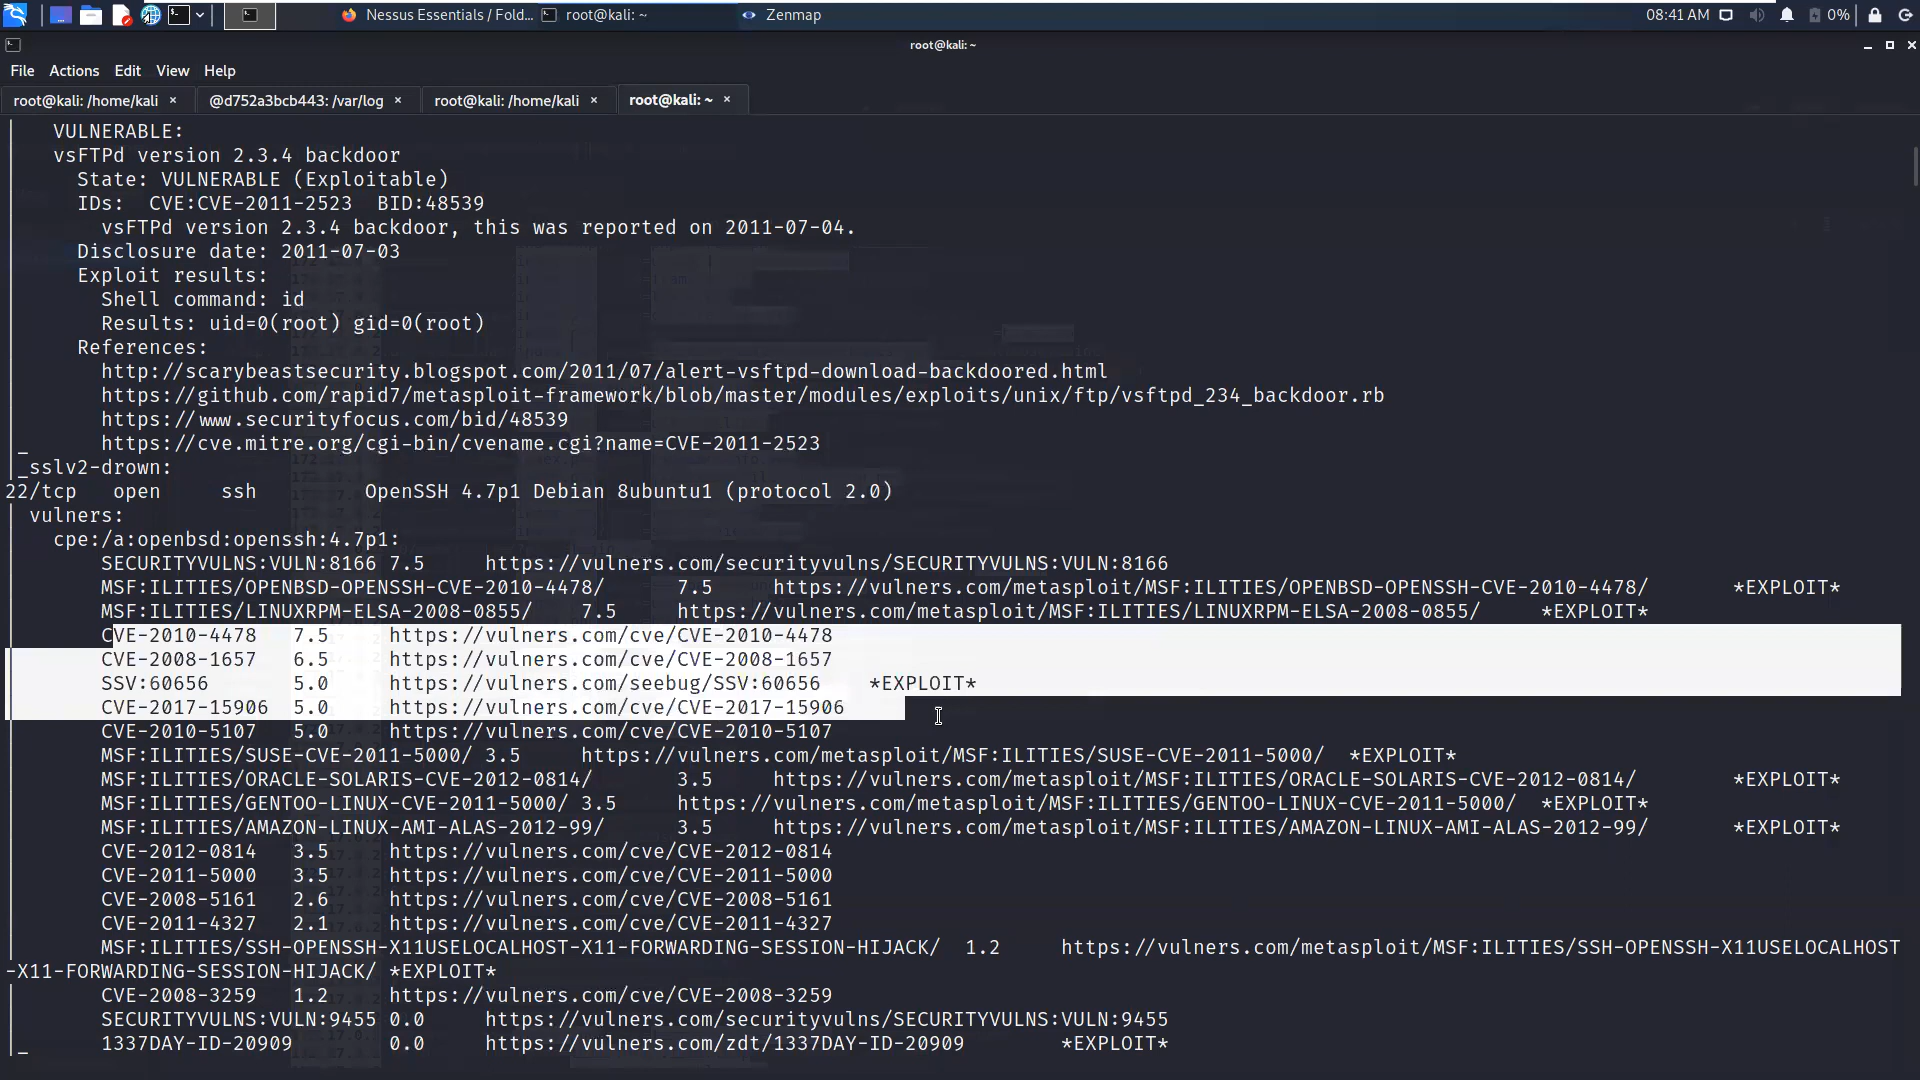 Nessus Essentials / Fold... root@kali: ~ Zenmap 08:41 AM 0%
root@kali: ~
File Actions Edit View Help
root@kali: /home/kali × @d752a3bcb443: /var/log × root@kali: /home/kali × root@kali: ~ ×
| VULNERABLE:
| vsFTPd version 2.3.4 backdoor
| State: VULNERABLE (Exploitable)
| IDs: CVE:CVE-2011-2523 BID:48539
| vsFTPd version 2.3.4 backdoor, this was reported on 2011-07-04.
| Disclosure date: 2011-07-03
| Exploit results:
| Shell command: id
| Results: uid=0(root) gid=0(root)
| References:
| http://scarybeastsecurity.blogspot.com/2011/07/alert-vsftpd-download-backdoored.html
| https://github.com/rapid7/metasploit-framework/blob/master/modules/exploits/unix/ftp/vsftpd_234_backdoor.rb
| https://www.securityfocus.com/bid/48539
|_ https://cve.mitre.org/cgi-bin/cvename.cgi?name=CVE-2011-2523
|_sslv2-drown:
22/tcp open ssh OpenSSH 4.7p1 Debian 8ubuntu1 (protocol 2.0)
| vulners:
| cpe:/a:openbsd:openssh:4.7p1:
| SECURITYVULNS:VULN:8166 7.5 https://vulners.com/securityvulns/SECURITYVULNS:VULN:8166
| MSF:ILITIES/OPENBSD-OPENSSH-CVE-2010-4478/ 7.5 https://vulners.com/metasploit/MSF:ILITIES/OPENBSD-OPENSSH-CVE-2010-4478/ *EXPLOIT*
| MSF:ILITIES/LINUXRPM-ELSA-2008-0855/ 7.5 https://vulners.com/metasploit/MSF:ILITIES/LINUXRPM-ELSA-2008-0855/ *EXPLOIT*
| CVE-2010-4478 7.5 https://vulners.com/cve/CVE-2010-4478
| CVE-2008-1657 6.5 https://vulners.com/cve/CVE-2008-1657
| SSV:60656 5.0 https://vulners.com/seebug/SSV:60656 *EXPLOIT*
| CVE-2017-15906 5.0 https://vulners.com/cve/CVE-2017-15906
| CVE-2010-5107 5.0 https://vulners.com/cve/CVE-2010-5107
| MSF:ILITIES/SUSE-CVE-2011-5000/ 3.5 https://vulners.com/metasploit/MSF:ILITIES/SUSE-CVE-2011-5000/ *EXPLOIT*
| MSF:ILITIES/ORACLE-SOLARIS-CVE-2012-0814/ 3.5 https://vulners.com/metasploit/MSF:ILITIES/ORACLE-SOLARIS-CVE-2012-0814/ *EXPLOIT*
| MSF:ILITIES/GENTOO-LINUX-CVE-2011-5000/ 3.5 https://vulners.com/metasploit/MSF:ILITIES/GENTOO-LINUX-CVE-2011-5000/ *EXPLOIT*
| MSF:ILITIES/AMAZON-LINUX-AMI-ALAS-2012-99/ 3.5 https://vulners.com/metasploit/MSF:ILITIES/AMAZON-LINUX-AMI-ALAS-2012-99/ *EXPLOIT*
| CVE-2012-0814 3.5 https://vulners.com/cve/CVE-2012-0814
| CVE-2011-5000 3.5 https://vulners.com/cve/CVE-2011-5000
| CVE-2008-5161 2.6 https://vulners.com/cve/CVE-2008-5161
| CVE-2011-4327 2.1 https://vulners.com/cve/CVE-2011-4327
| MSF:ILITIES/SSH-OPENSSH-X11USELOCALHOST-X11-FORWARDING-SESSION-HIJACK/ 1.2 https://vulners.com/metasploit/MSF:ILITIES/SSH-OPENSSH-X11USELOCALHOST
-X11-FORWARDING-SESSION-HIJACK/ *EXPLOIT*
| CVE-2008-3259 1.2 https://vulners.com/cve/CVE-2008-3259
| SECURITYVULNS:VULN:9455 0.0 https://vulners.com/securityvulns/SECURITYVULNS:VULN:9455
|_ 1337DAY-ID-20909 0.0 https://vulners.com/zdt/1337DAY-ID-20909 *EXPLOIT*